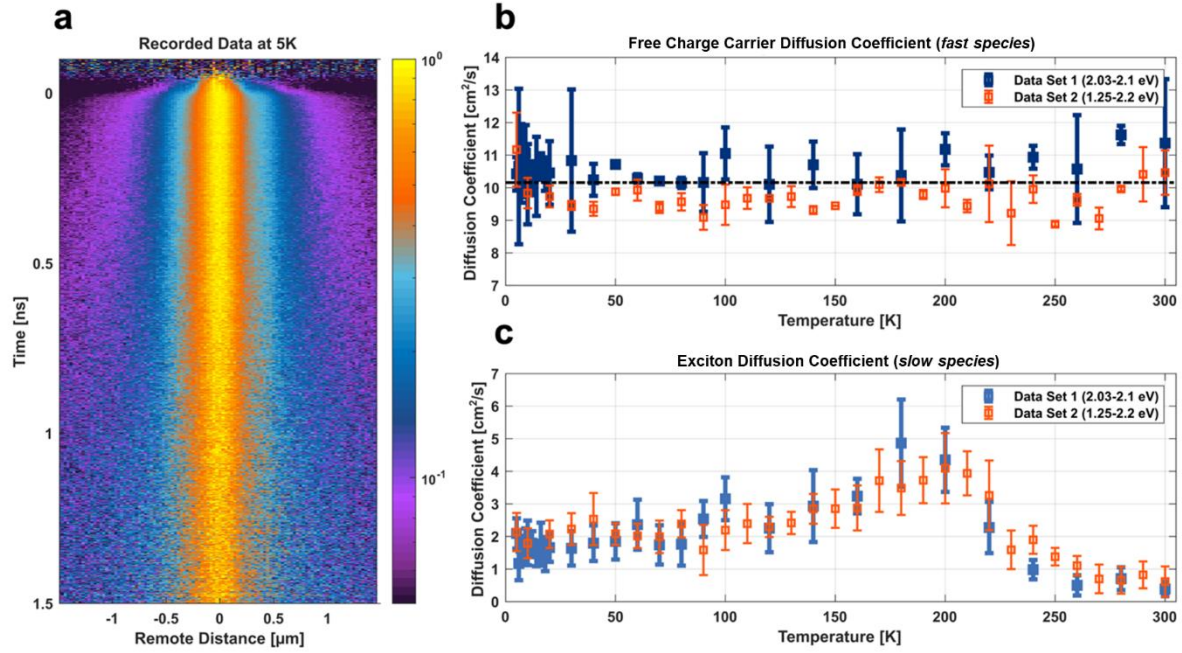 a
Recorded Data at 5K
10^0
10^-1
0
0.5
1
1.5
Time [ns]
-1 -0.5 0 0.5 1
Remote Distance [µm]
b
Free Charge Carrier Diffusion Coefficient (fast species)
Data Set 1 (2.03-2.1 eV)
Data Set 2 (1.25-2.2 eV)
14
13
12
11
10
9
8
7
Diffusion Coefficient [cm²/s]
0 50 100 150 200 250 300
Temperature [K]
c
Exciton Diffusion Coefficient (slow species)
Data Set 1 (2.03-2.1 eV)
Data Set 2 (1.25-2.2 eV)
7
6
5
4
3
2
1
0
Diffusion Coefficient [cm²/s]
0 50 100 150 200 250 300
Temperature [K]